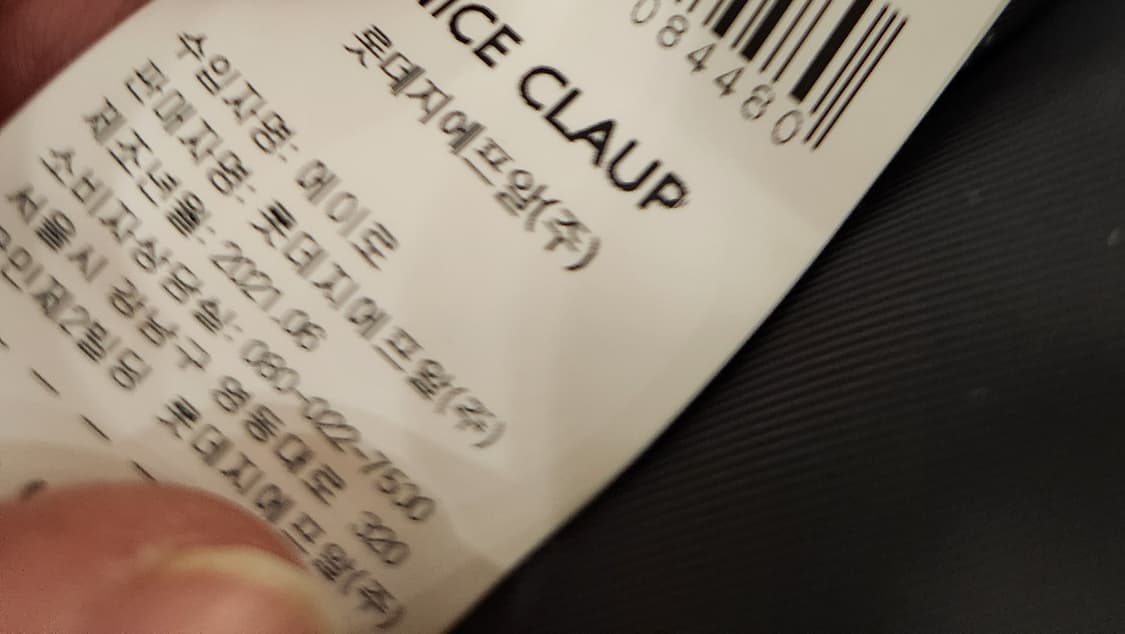 084480
NICE CLAUP
롯데지에프알(주)
수입자명: 에이로
판매자명: 롯데지에프알(주)
제조년월: 2021.06
소비자상담실: 080-022-7500
서울시 강남구 영동대로 320
롯데지에프알(주)